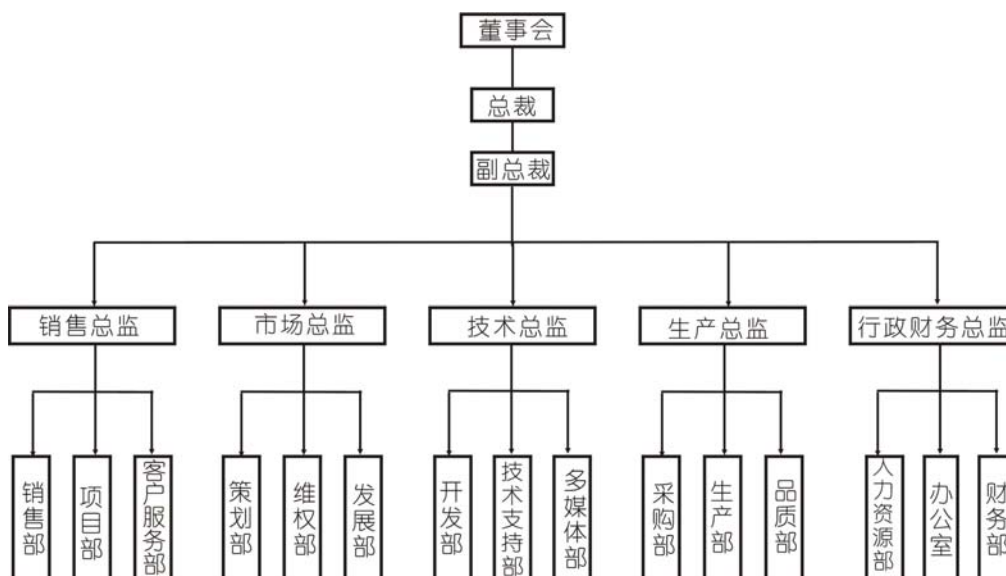 董事会
总裁
副总裁
销售总监
市场总监
技术总监
生产总监
行政财务总监
销售部
项目部
客户服务部
策划部
维权部
发展部
开发部
技术支持部
多媒体部
采购部
生产部
品质部
人力资源部
办公室
财务部